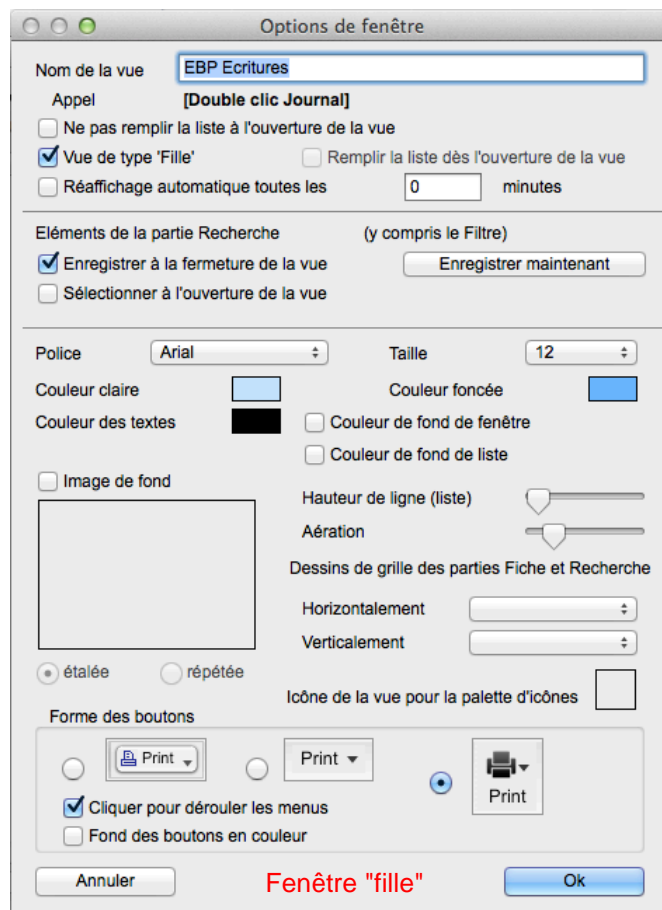 Options de fenêtre
Nom de la vue EBP Ecritures
Appel [Double clic Journal]
Ne pas remplir la liste à l'ouverture de la vue
Vue de type 'Fille' Remplir la liste dès l'ouverture de la vue
Réaffichage automatique toutes les 0 minutes
Eléments de la partie Recherche (y compris le Filtre)
Enregistrer à la fermeture de la vue Enregistrer maintenant
Sélectionner à l'ouverture de la vue
Police Arial Taille 12
Couleur claire Couleur foncée
Couleur des textes Couleur de fond de fenêtre
Couleur de fond de liste
Image de fond
Hauteur de ligne (liste)
Aération
Dessins de grille des parties Fiche et Recherche
Horizontalement
Verticalement
étalée répétée
Icône de la vue pour la palette d'icônes
Forme des boutons
Print Print Print
Cliquer pour dérouler les menus
Fond des boutons en couleur
Annuler Fenêtre "fille" Ok